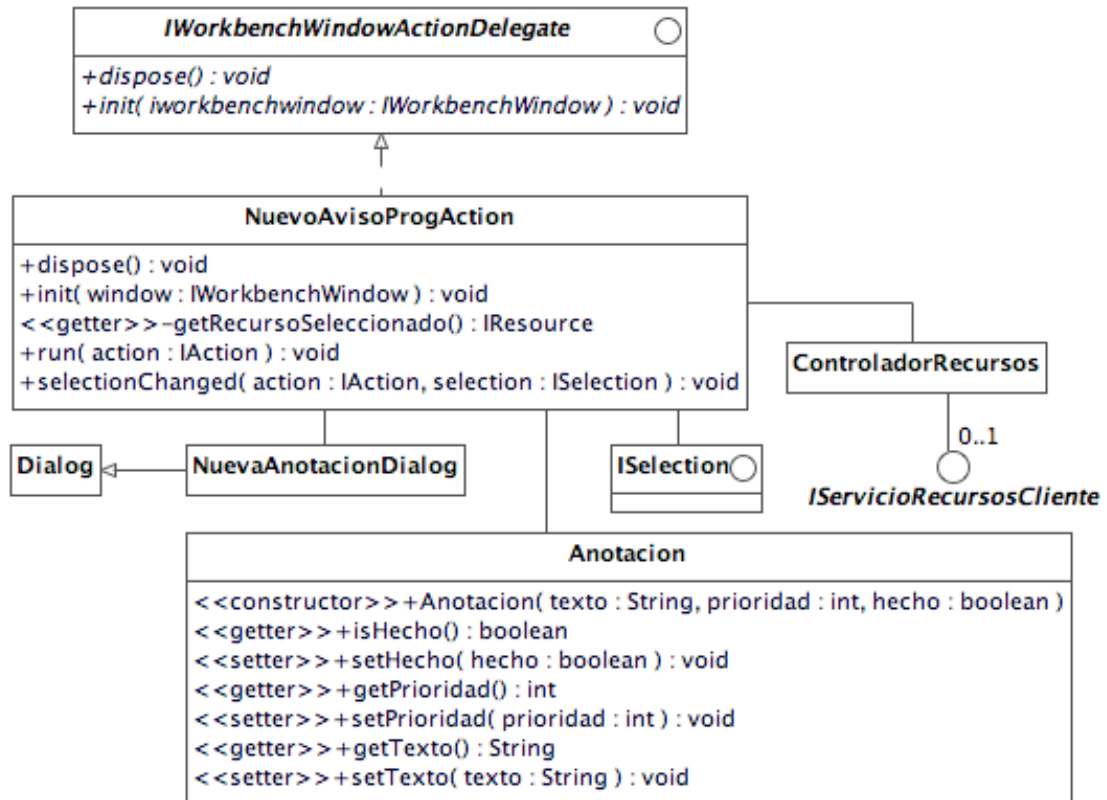 IWorkbenchWindowActionDelegate
+dispose() : void
+init( iworkbenchwindow : IWorkbenchWindow ) : void
NuevoAvisoProgAction
+dispose() : void
+init( window : IWorkbenchWindow ) : void
<<getter>>-getRecursoSeleccionado() : IResource
+run( action : IAction ) : void
+selectionChanged( action : IAction, selection : ISelection ) : void
ControladorRecursos
0..1
IServicioRecursosCliente
Dialog
NuevaAnotacionDialog
ISelection
Anotacion
<<constructor>>+Anotacion( texto : String, prioridad : int, hecho : boolean )
<<getter>>+isHecho() : boolean
<<setter>>+setHecho( hecho : boolean ) : void
<<getter>>+getPrioridad() : int
<<setter>>+setPrioridad( prioridad : int ) : void
<<getter>>+getTexto() : String
<<setter>>+setTexto( texto : String ) : void